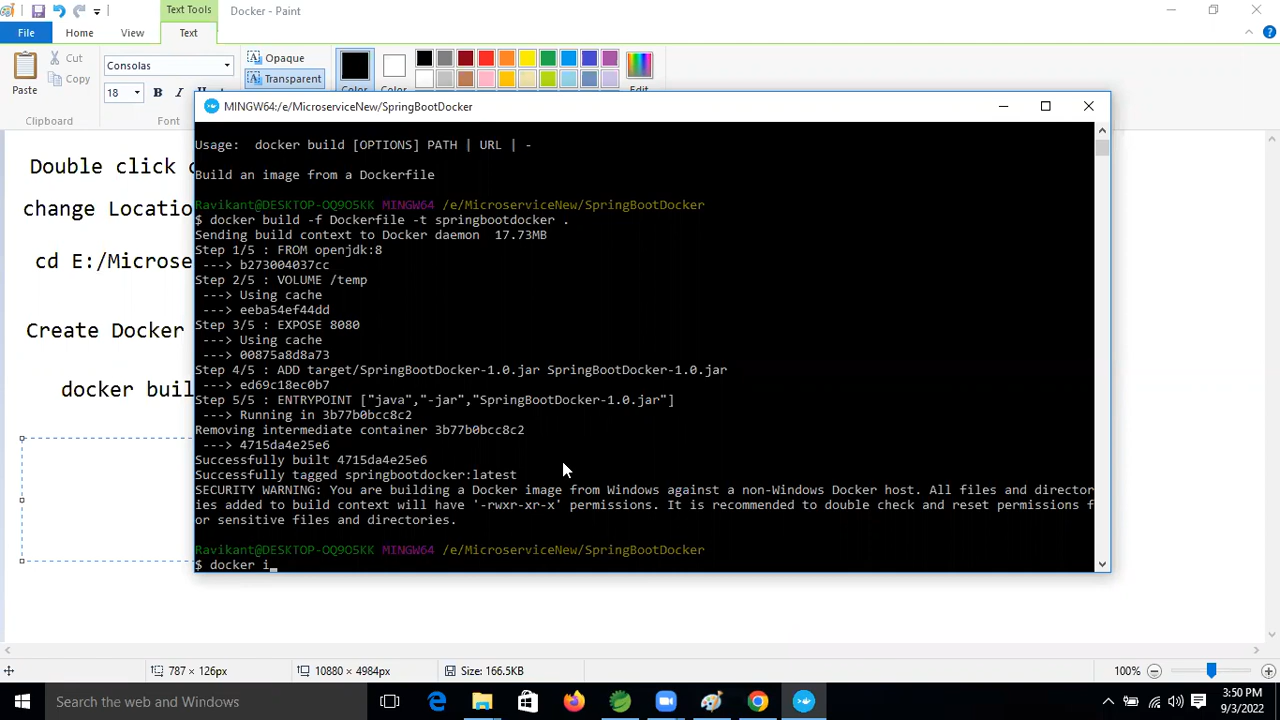 Text Tools
Docker - Paint
File
Home
View
Text
Paste
Cut
Copy
Clipboard
Consolas
18
B
I
Font
Opaque
Transparent
Color
Color
Edit
Double click
change Locatio
cd E:/Microse
Create Docker
docker buil
MINGW64:/e/MicroserviceNew/SpringBootDocker
Usage:  docker build [OPTIONS] PATH | URL | -
Build an image from a Dockerfile
Ravikant@DESKTOP-OQ9O5KK MINGW64 /e/MicroserviceNew/SpringBootDocker
$ docker build -f Dockerfile -t springbootdocker .
Sending build context to Docker daemon  17.73MB
Step 1/5 : FROM openjdk:8
---> b273004037cc
Step 2/5 : VOLUME /temp
---> Using cache
---> eeba54ef44dd
Step 3/5 : EXPOSE 8080
---> Using cache
---> 00875a8d8a73
Step 4/5 : ADD target/SpringBootDocker-1.0.jar SpringBootDocker-1.0.jar
---> ed69c18ec0b7
Step 5/5 : ENTRYPOINT ["java","-jar","SpringBootDocker-1.0.jar"]
---> Running in 3b77b0bcc8c2
Removing intermediate container 3b77b0bcc8c2
---> 4715da4e25e6
Successfully built 4715da4e25e6
Successfully tagged springbootdocker:latest
SECURITY WARNING: You are building a Docker image from Windows against a non-Windows Docker host. All files and director
ies added to build context will have '-rwxr-xr-x' permissions. It is recommended to double check and reset permissions f
or sensitive files and directories.
Ravikant@DESKTOP-OQ9O5KK MINGW64 /e/MicroserviceNew/SpringBootDocker
$ docker i
787 × 126px
10880 × 4984px
Size: 166.5KB
100%
Search the web and Windows
3:50 PM
9/3/2022